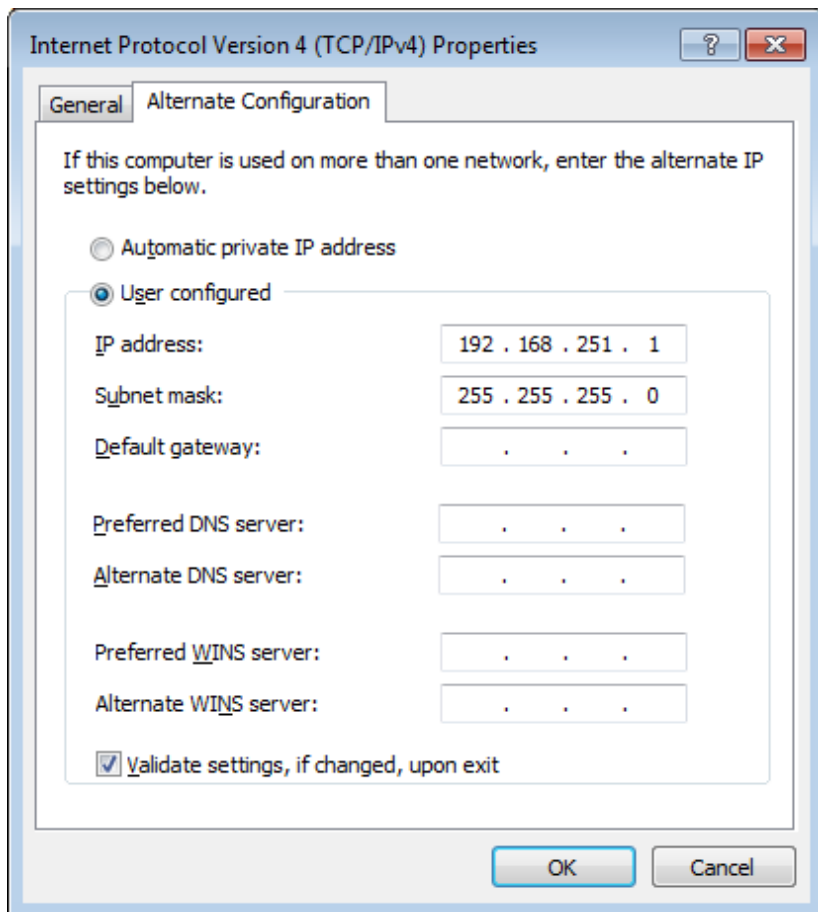 Internet Protocol Version 4 (TCP/IPv4) Properties
General Alternate Configuration
If this computer is used on more than one network, enter the alternate IP
settings below.
Automatic private IP address
User configured
IP address: 192 . 168 . 251 . 1
Subnet mask: 255 . 255 . 255 . 0
Default gateway: . . .
Preferred DNS server: . . .
Alternate DNS server: . . .
Preferred WINS server: . . .
Alternate WINS server: . . .
Validate settings, if changed, upon exit
OK Cancel